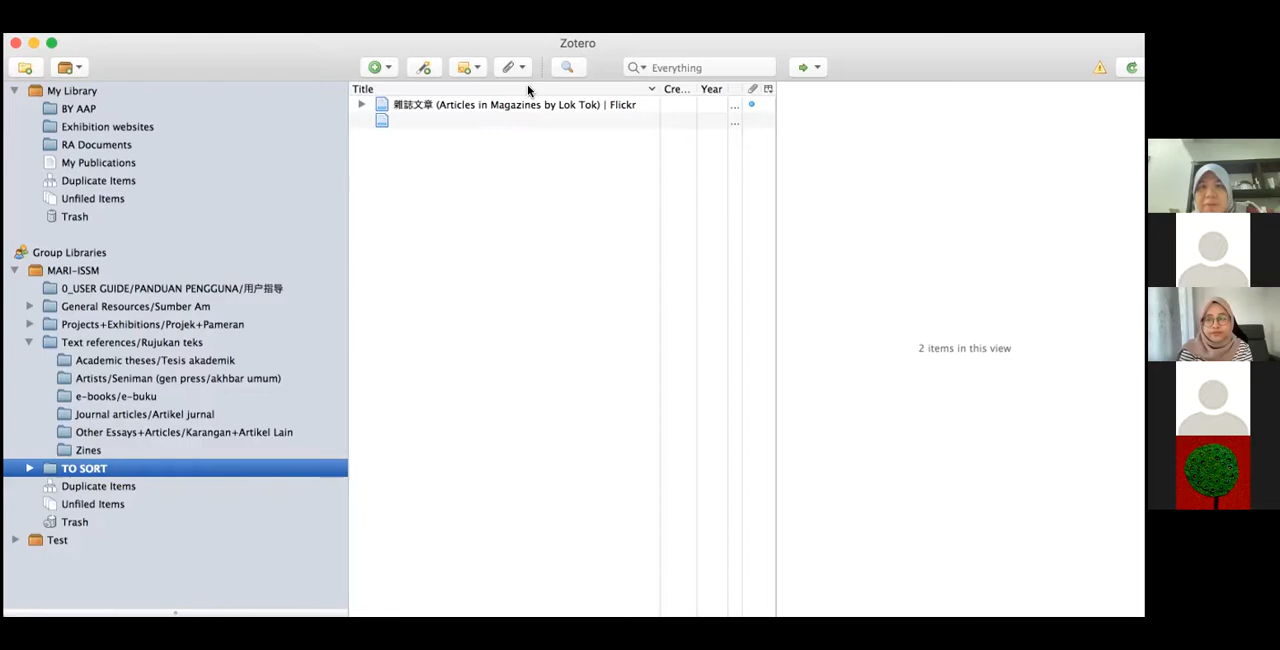 Zotero
Everything
My Library
BY AAP
Exhibition websites
RA Documents
My Publications
Duplicate Items
Unfiled Items
Trash
Group Libraries
MARI-ISSM
0_USER GUIDE/PANDUAN PENGGUNA/用户指导
General Resources/Sumber Am
Projects+Exhibitions/Projek+Pameran
Text references/Rujukan teks
Academic theses/Tesis akademik
Artists/Seniman (gen press/akhbar umum)
e-books/e-buku
Journal articles/Artikel jurnal
Other Essays+Articles/Karangan+Artikel Lain
Zines
TO SORT
Duplicate Items
Unfiled Items
Trash
Test
Title Cre... Year
雜誌文章 (Articles in Magazines by Lok Tok) | Flickr ...
...
2 items in this view